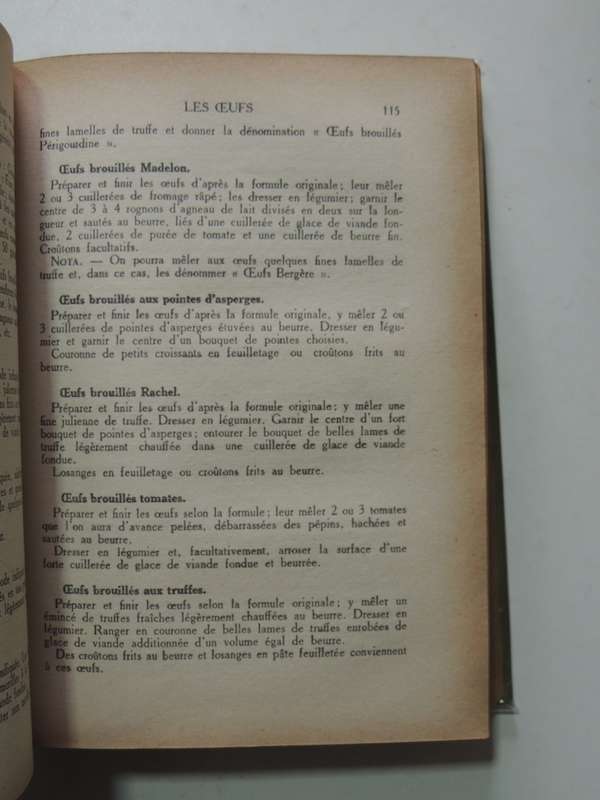 LES ŒUFS 115
fines lamelles de truffe et donner la dénomination « Œufs brouillés
Périgourdine ».
Œufs brouillés Madelon.
Préparer et finir les œufs d'après la formule originale; leur mêler
2 ou 3 cuillerées de fromage râpé; les dresser en légumier; garnir le
centre de 3 à 4 rognons d'agneau de lait divisés en deux sur la lon-
gueur et sautés au beurre, liés d'une cuillerée de glace de viande fon-
due, 2 cuillerées de purée de tomate et une cuillerée de beurre fin.
Croûtons facultatifs.
NOTA. — On pourra mêler aux œufs quelques fines lamelles de
truffe et, dans ce cas, les dénommer « Œufs Bergère ».
Œufs brouillés aux pointes d'asperges.
Préparer et finir les œufs d'après la formule originale, y mêler 2 ou
3 cuillerées de pointes d'asperges étuvées au beurre. Dresser en légu-
mier et garnir le centre d'un bouquet de pointes choisies.
Couronne de petits croissants en feuilletage ou croûtons frits au
beurre.
Œufs brouillés Rachel.
Préparer et finir les œufs d'après la formule originale; y mêler une
fine julienne de truffe. Dresser en légumier. Garnir le centre d'un fort
bouquet de pointes d'asperges; entourer le bouquet de belles lames de
truffe légèrement chauffée dans une cuillerée de glace de viande
fondue.
Losanges en feuilletage ou croûtons frits au beurre.
Œufs brouillés tomates.
Préparer et finir les œufs selon la formule; leur mêler 2 ou 3 tomates
que l'on aura d'avance pelées, débarrassées des pépins, hachées et
sautées au beurre.
Dresser en légumier et, facultativement, arroser la surface d'une
forte cuillerée de glace de viande fondue et beurrée.
Œufs brouillés aux truffes.
Préparer et finir les œufs selon la formule originale; y mêler un
émincé de truffes fraîches légèrement chauffées au beurre. Dresser en
légumier. Ranger en couronne de belles lames de truffes enrobées de
glace de viande additionnée d'un volume égal de beurre.
Des croûtons frits au beurre et losanges en pâte feuilletée conviennent
à ces œufs.